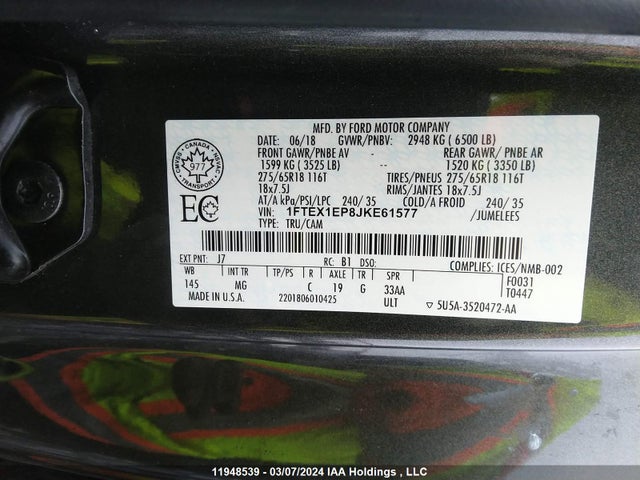 MFD. BY FORD MOTOR COMPANY
DATE: 06/18 GVWR/PNBV: 2948 KG ( 6500 LB)
FRONT GAWR/PNBE AV -- REAR GAWR/ PNBE AR
1599 KG ( 3525 LB) -- 1520 KG ( 3350 LB)
275/65R18 116T TIRES/PNEUS 275/65R18 116T
18x7.5J RIMS/JANTES 18x7.5J
AT/A kPa/PSI/LPC 240/ 35 COLD/A FROID 240/ 35
VIN: 1FTEX1EP8JKE61577 /JUMELEES
TYPE: TRU/CAM
CANADA
CMVSS NSVAC
977
TRANSPORT
EC
EXT PNT: J7 RC: B1 DSO: COMPLIES: ICES/NMB-002
WB INT TR TP/PS R AXLE TR SPR F0031
145 MG C 19 G 33AA T0447
MADE IN U.S.A. 2201806010425 ULT ▽ 5U5A-3520472-AA
11948539 - 03/07/2024 IAA Holdings , LLC